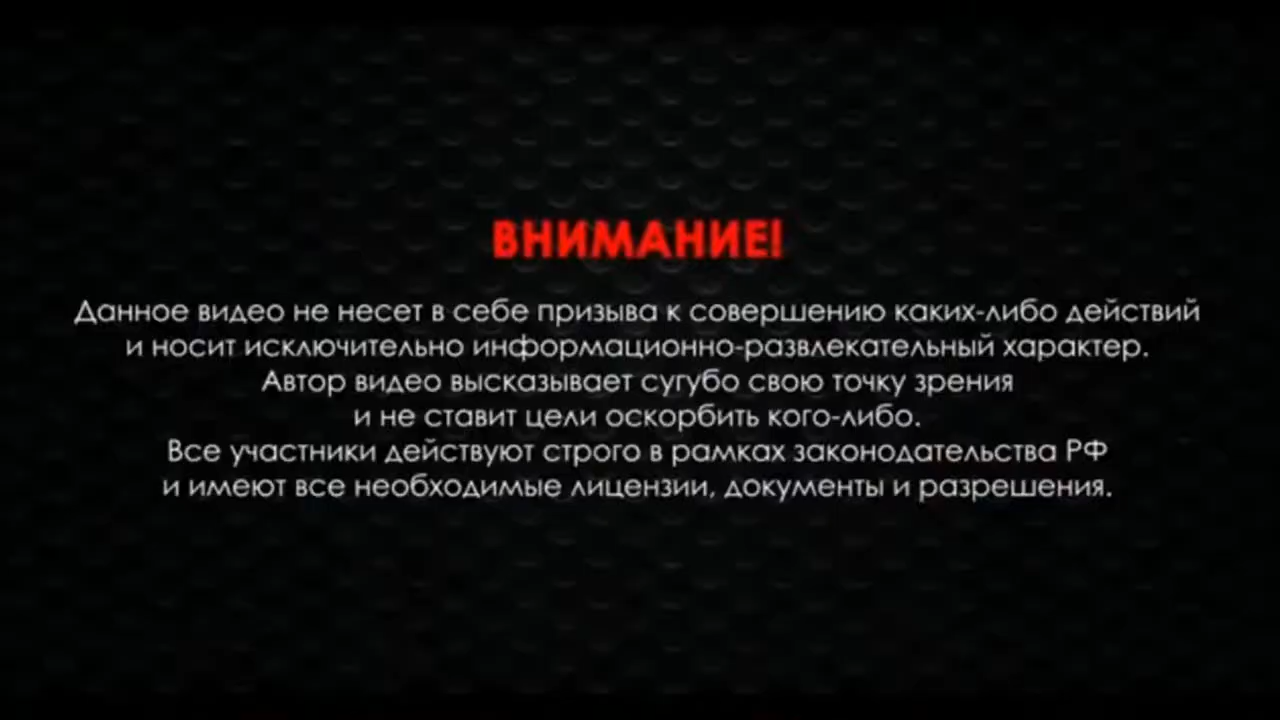 ВНИМАНИЕ!
Данное видео не несет в себе призыва к совершению каких-либо действий
и носит исключительно информационно-развлекательный характер.
Автор видео высказывает сугубо свою точку зрения
и не ставит цели оскорбить кого-либо.
Все участники действуют строго в рамках законодательства РФ
и имеют все необходимые лицензии, документы и разрешения.